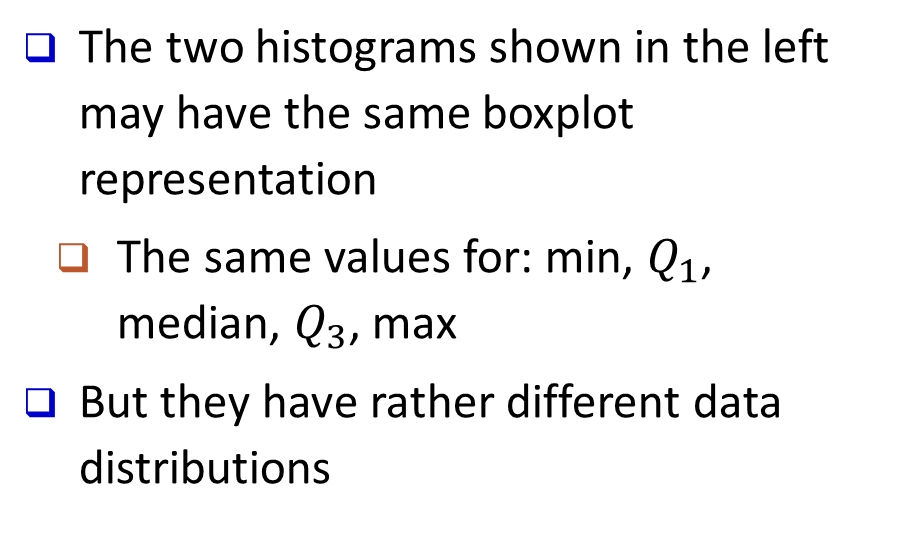 ❑ The two histograms shown in the left
may have the same boxplot
representation
❑ The same values for: min, Q₁,
median, Q₃, max
❑ But they have rather different data
distributions